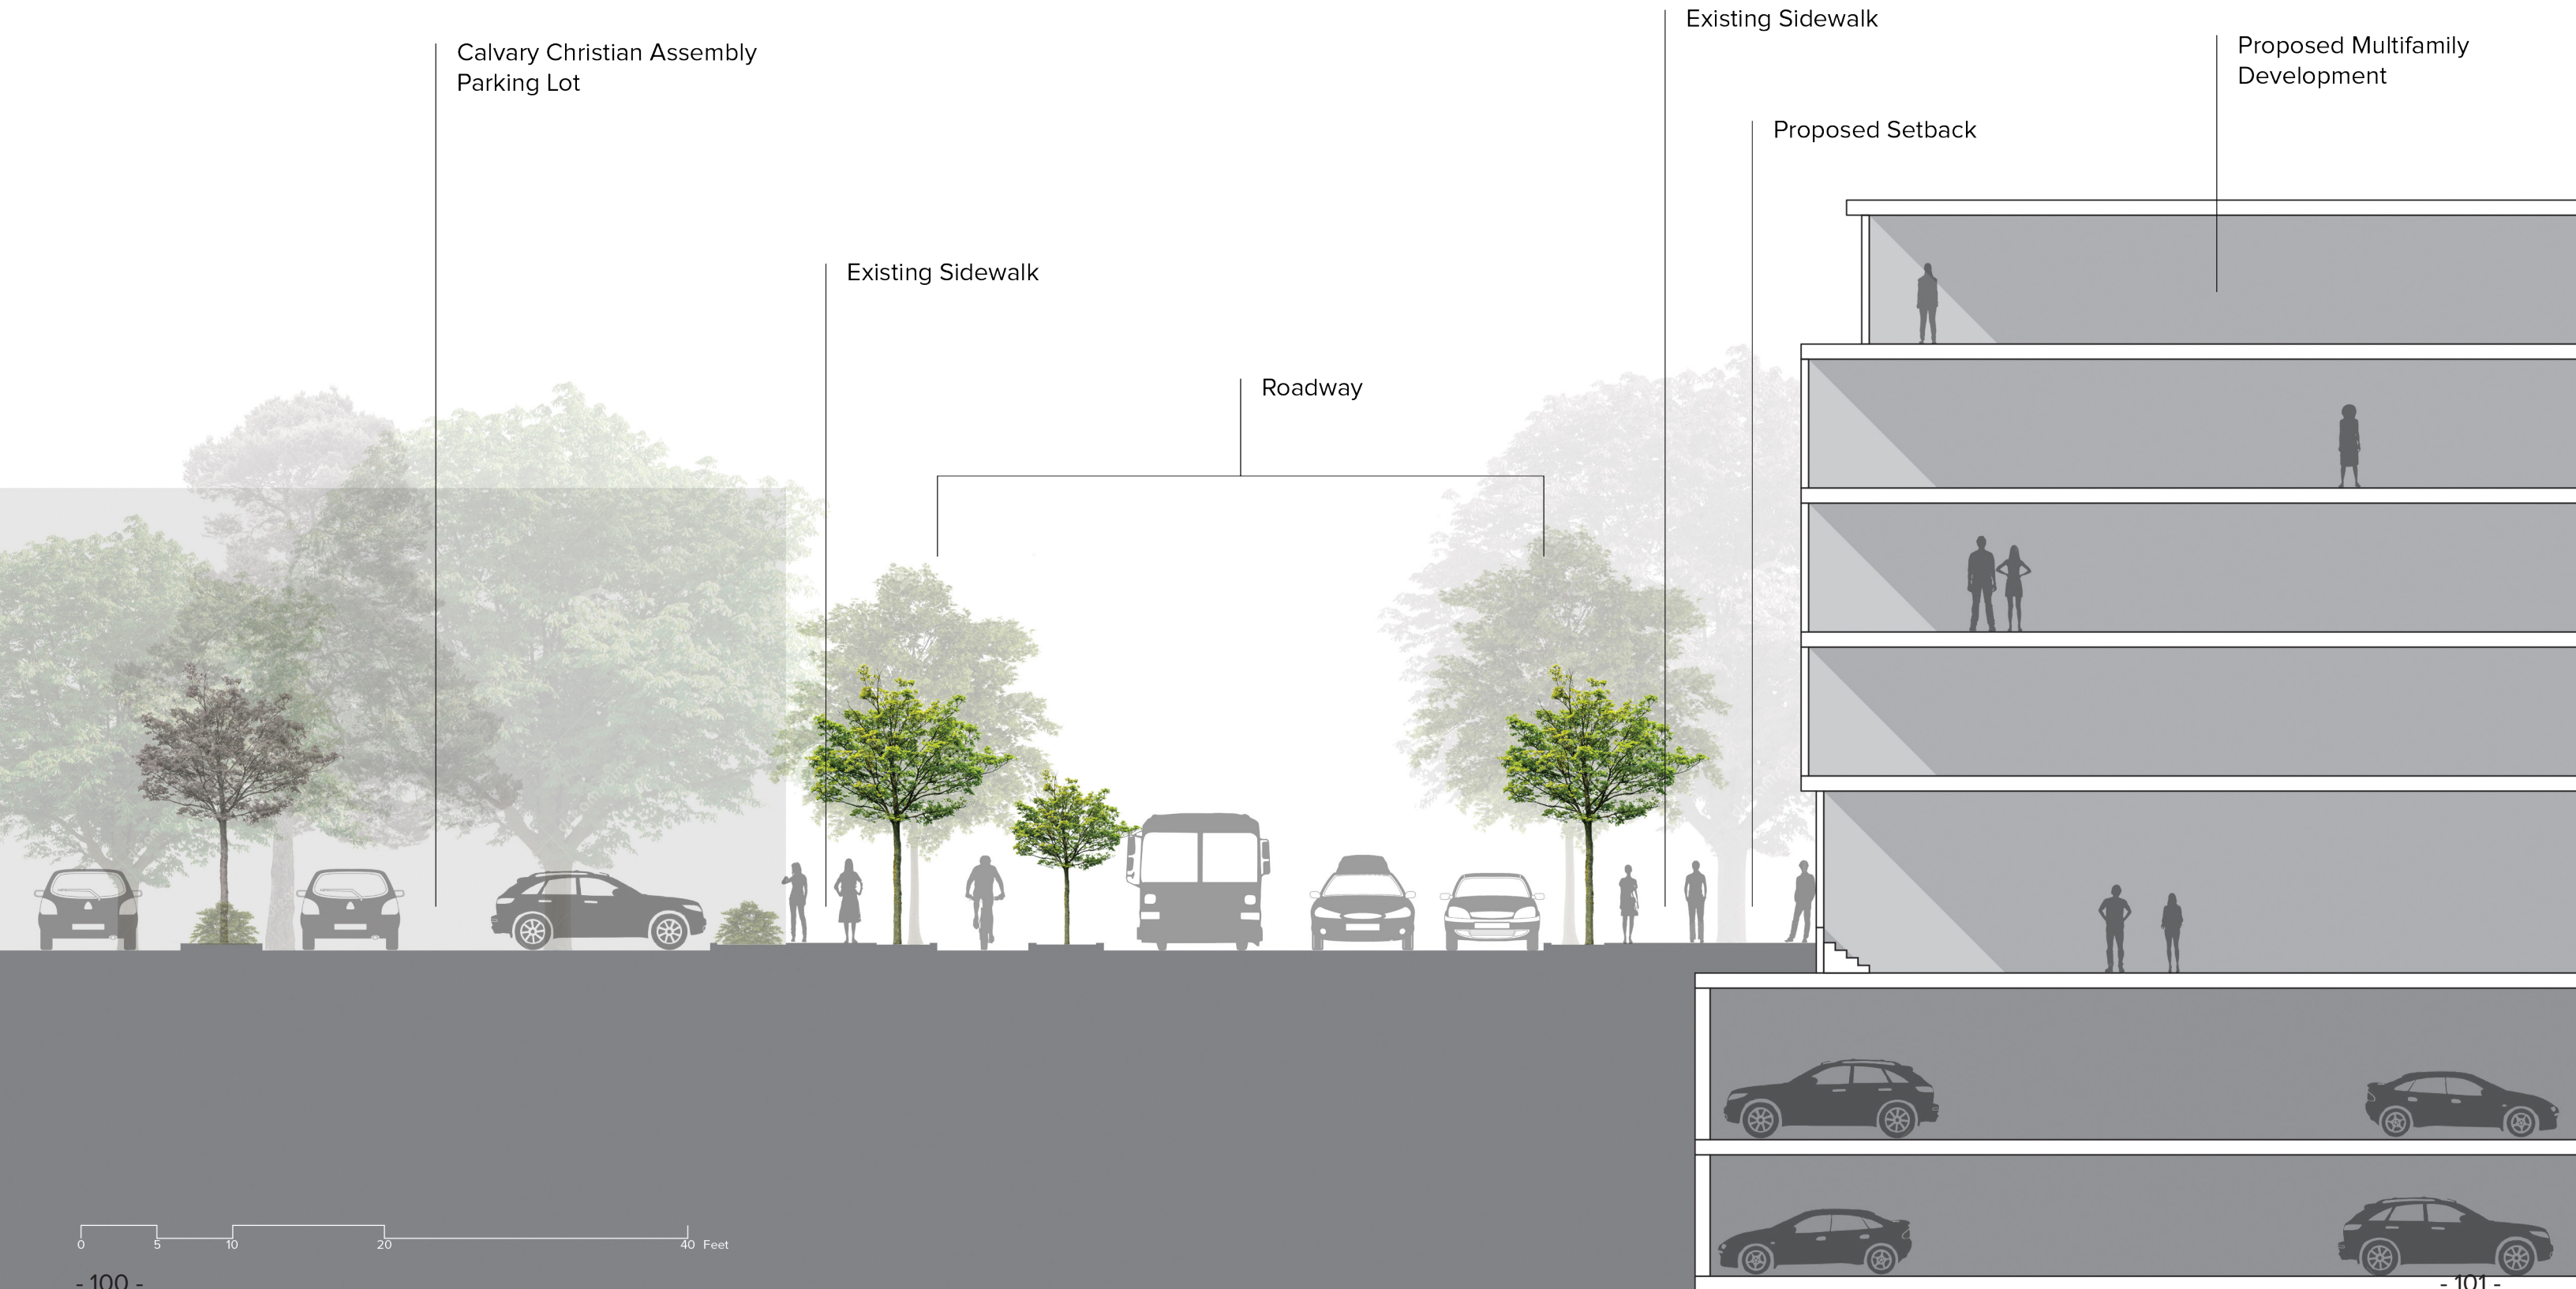 Existing Sidewalk
Calvary Christian Assembly
Parking Lot
Proposed Multifamily
Development
Proposed Setback
Existing Sidewalk
Roadway
0 5 10 20 40 Feet
- 100 -
- 101 -